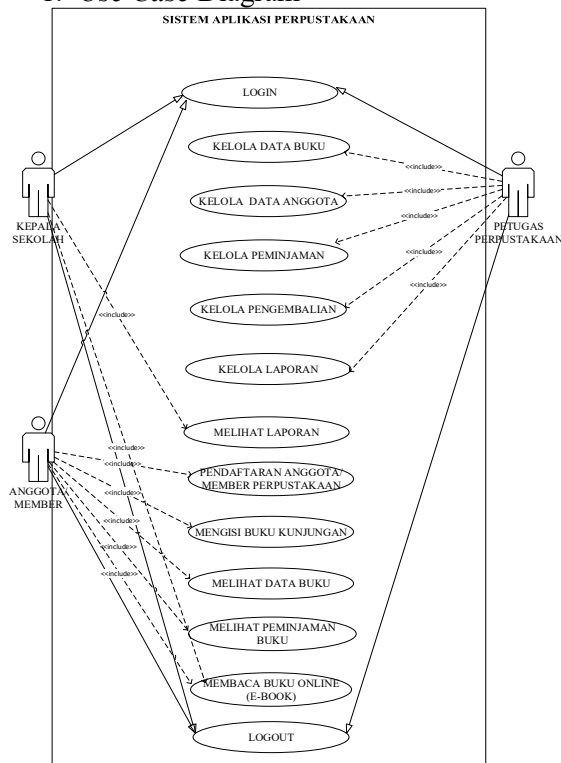 1. Use Case Diagram
SISTEM APLIKASI PERPUSTAKAAN
LOGIN
KELOLA DATA BUKU
<<include>>
KELOLA DATA ANGGOTA
<<include>>
KEPALA
SEKOLAH
PETUGAS
PERPUSTAKAAN
<<include>>
KELOLA PEMINJAMAN
<<include>>
<<include>>
KELOLA PENGEMBALIAN
<<include>>
KELOLA LAPORAN
MELIHAT LAPORAN
<<include>>
<<include>>
PENDAFTARAN ANGGOTA/
MEMBER PERPUSTAKAAN
ANGGOTA/
MEMBER
<<include>>
<<include>>
MENGISI BUKU KUNJUNGAN
<<include>>
<<include>>
MELIHAT DATA BUKU
MELIHAT PEMINJAMAN
BUKU
MEMBACA BUKU ONLINE
(E-BOOK)
LOGOUT